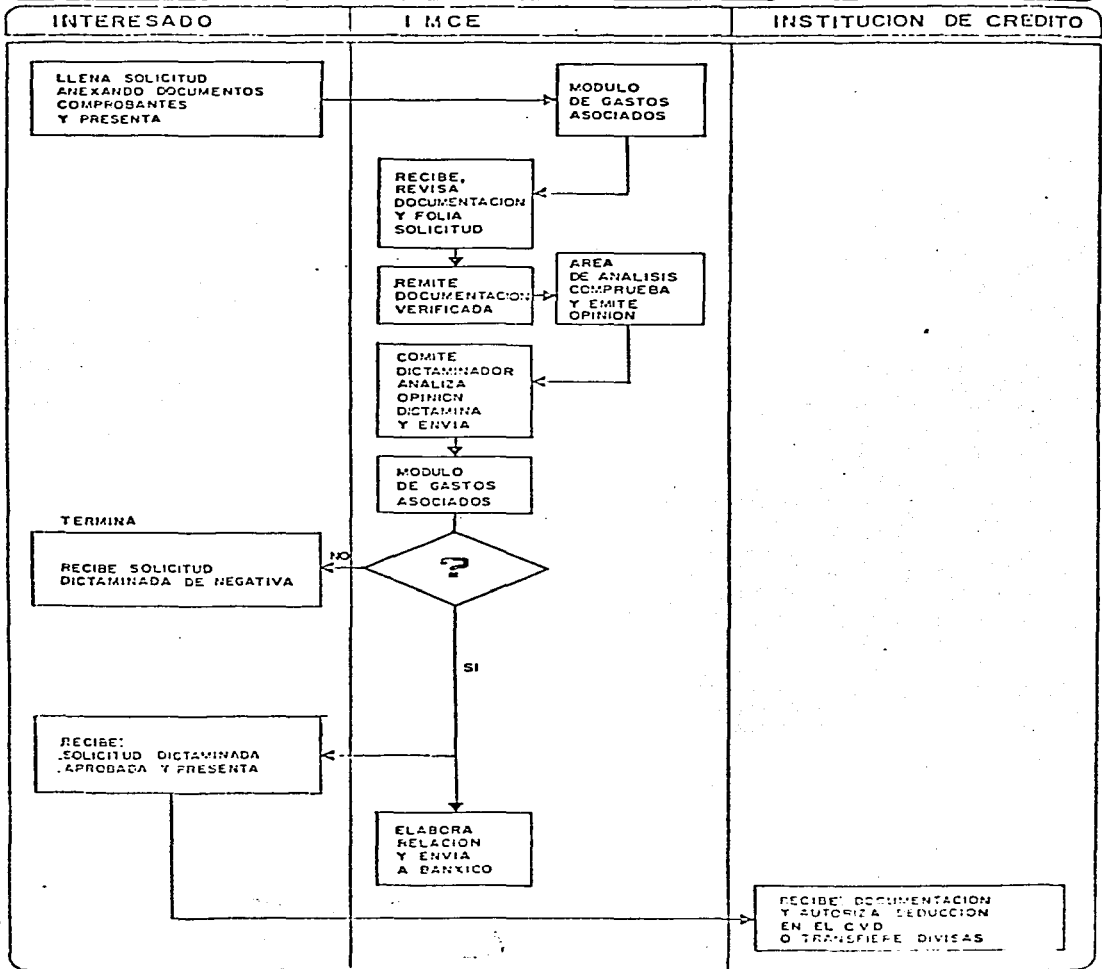 INTERESADO
IMCE
INSTITUCION DE CREDITO
LLENA SOLICITUD
ANEXANDO DOCUMENTOS
COMPROBANTES
Y PRESENTA
MODULO
DE GASTOS
ASOCIADOS
RECIBE,
REVISA
DOCUMENTACION
Y FOLIA
SOLICITUD
REMITE
DOCUMENTACION
VERIFICADA
AREA
DE ANALISIS
COMPRUEBA
Y EMITE
OPINION
COMITE
DICTAMINADOR
ANALIZA
OPINION
DICTAMINA
Y ENVIA
MODULO
DE GASTOS
ASOCIADOS
TERMINA
RECIBE SOLICITUD
DICTAMINADA DE NEGATIVA
NO
?
SI
RECIBE:
.SOLICITUD DICTAMINADA
.APROBADA Y PRESENTA
ELABORA
RELACION
Y ENVIA
A BANXICO
RECIBE: DOCUMENTACION
Y AUTORIZA DEDUCCION
EN EL CVD
O TRANSFIERE DIVISAS